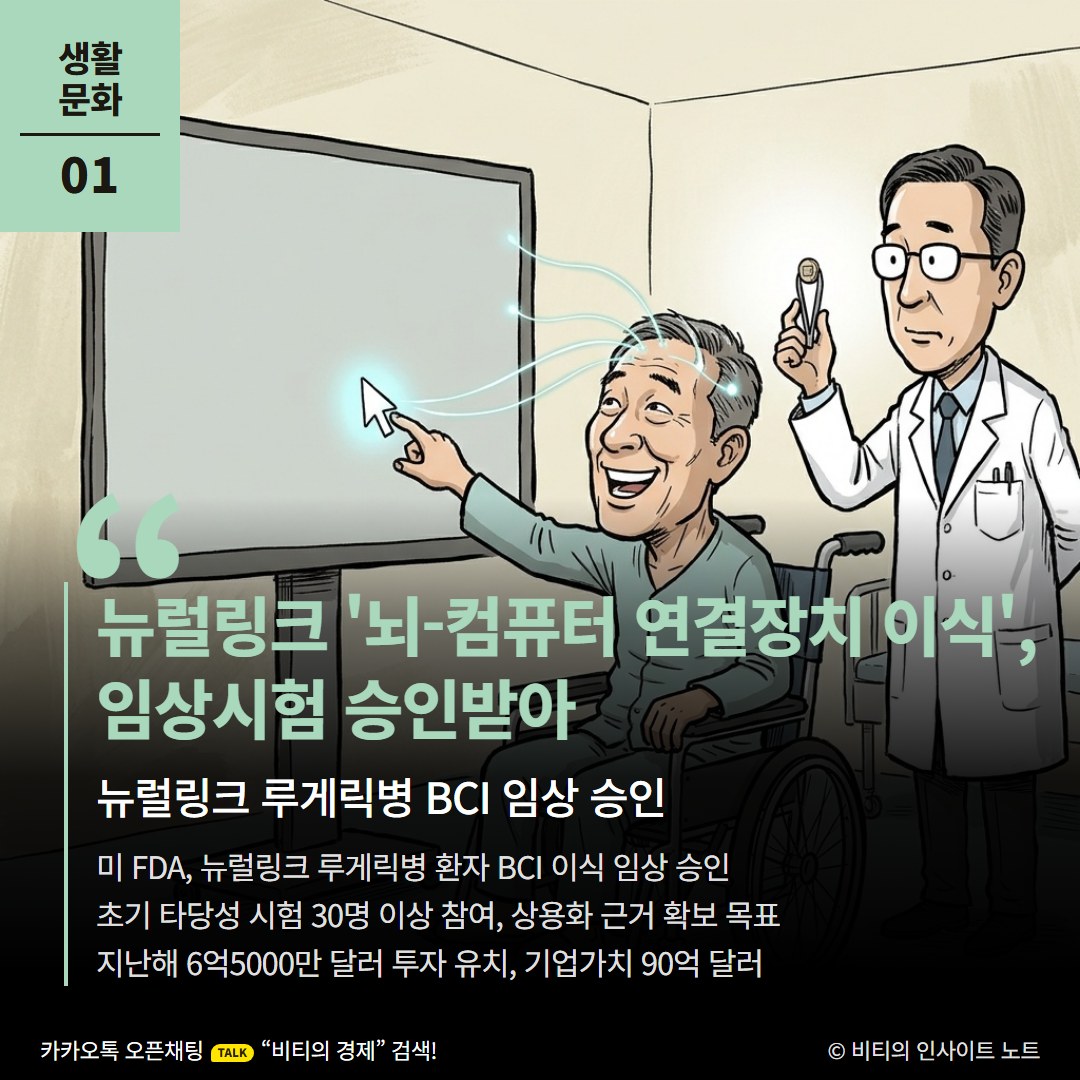 생활
문화
01
“
뉴럴링크 '뇌-컴퓨터 연결장치 이식',
임상시험 승인받아
뉴럴링크 루게릭병 BCI 임상 승인
미 FDA, 뉴럴링크 루게릭병 환자 BCI 이식 임상 승인
초기 타당성 시험 30명 이상 참여, 상용화 근거 확보 목표
지난해 6억5000만 달러 투자 유치, 기업가치 90억 달러
카카오톡 오픈채팅 TALK “비티의 경제” 검색!
© 비티의 인사이트 노트